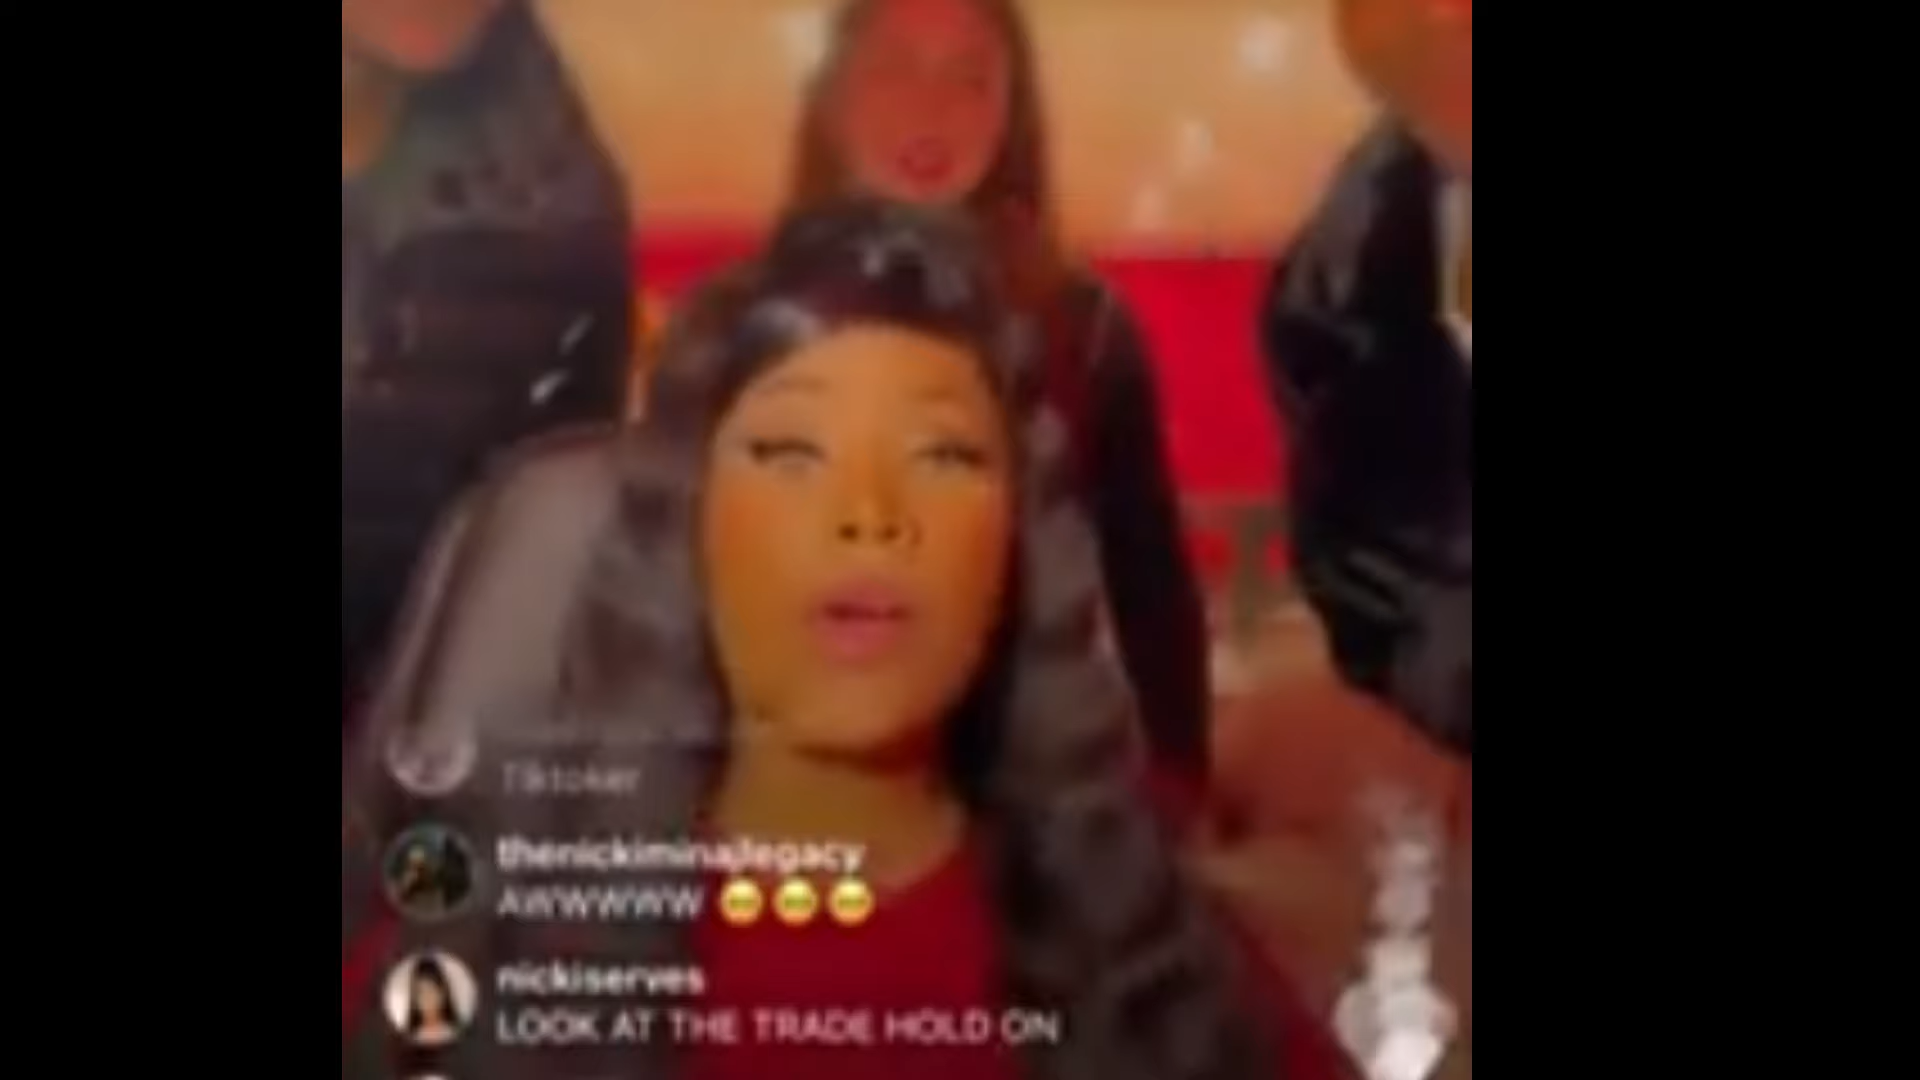 Tiktoker
thenickiminajlegacy
AWWWWW 😁😁😁
nickiserves
LOOK AT THE TRADE HOLD ON